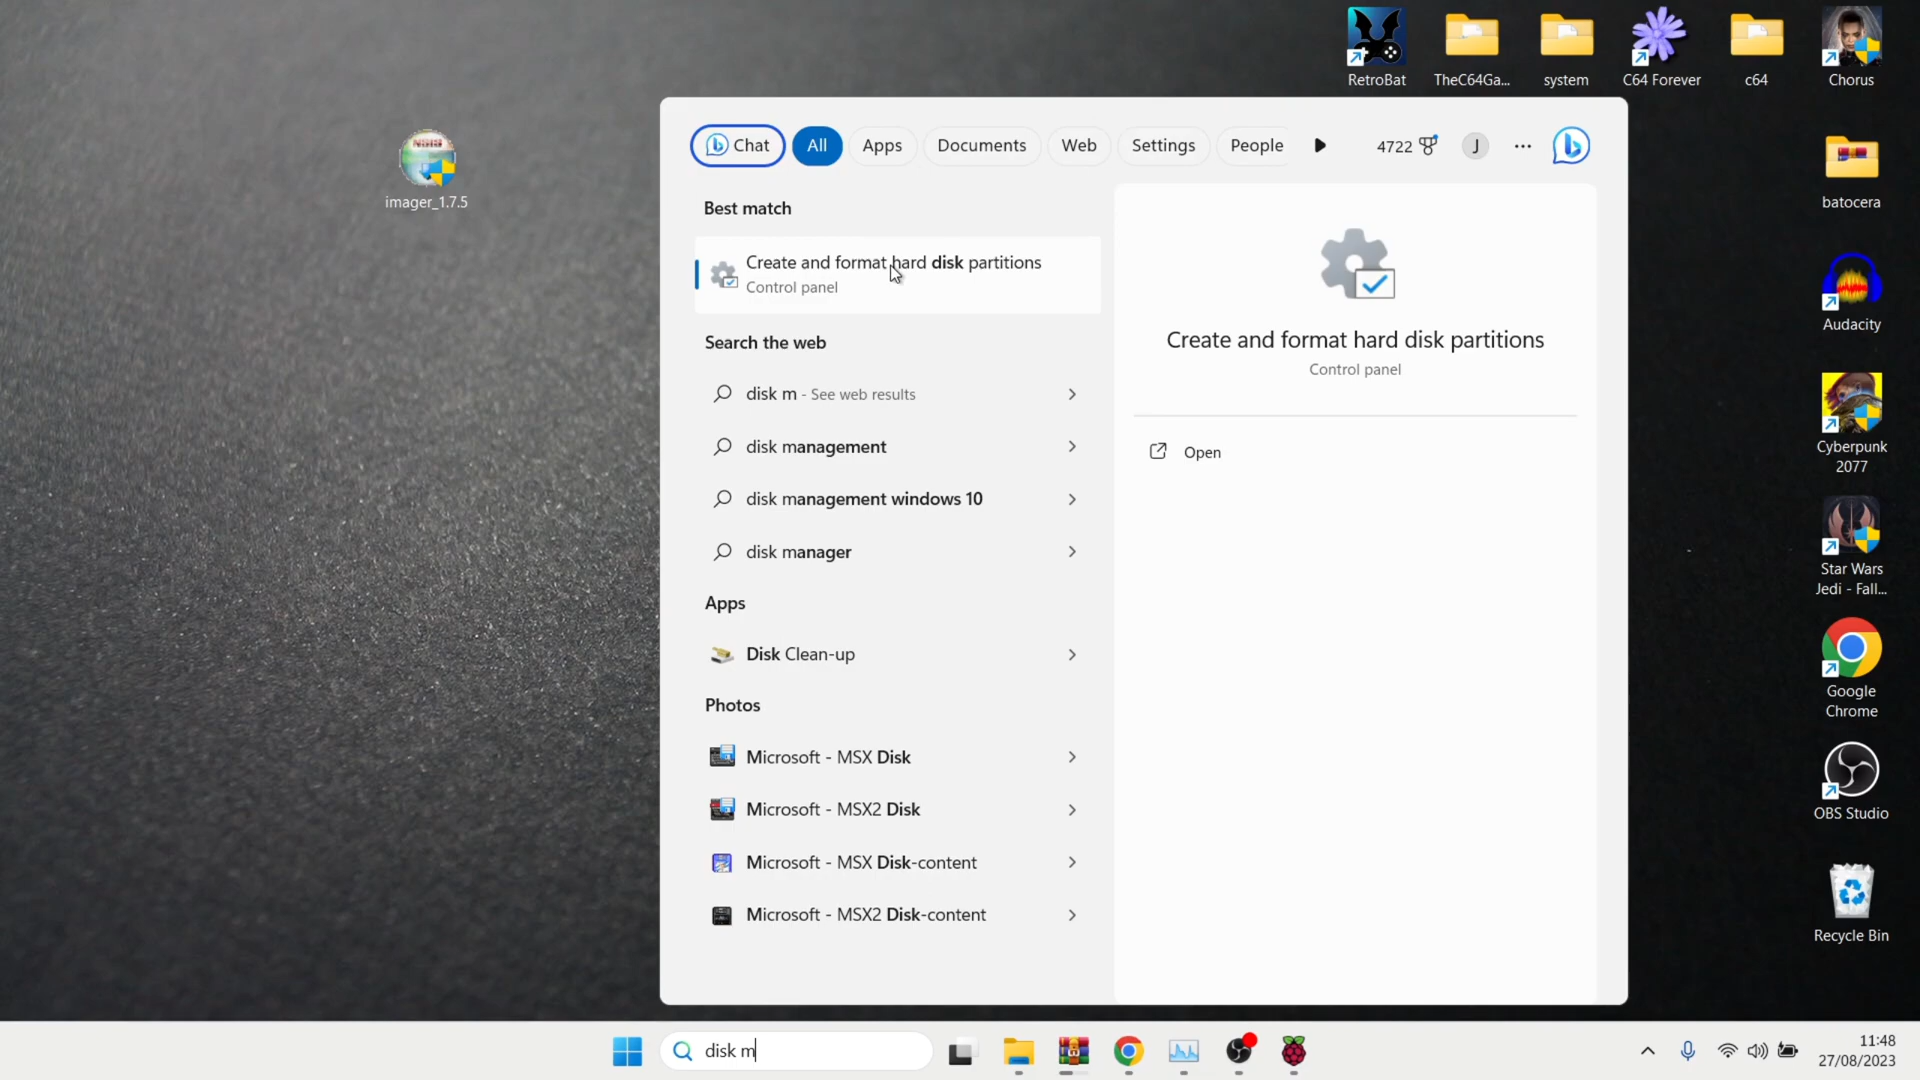 RetroBat
TheC64Ga...
system
C64 Forever
c64
Chorus
imager_1.7.5
Chat
All
Apps
Documents
Web
Settings
People
4722
J
Best match
Create and format hard disk partitions
Control panel
Search the web
disk m - See web results
disk management
disk management windows 10
disk manager
Apps
Disk Clean-up
Photos
Microsoft - MSX Disk
Microsoft - MSX2 Disk
Microsoft - MSX Disk-content
Microsoft - MSX2 Disk-content
Create and format hard disk partitions
Control panel
Open
batocera
Audacity
Cyberpunk
2077
Star Wars
Jedi - Fall...
Google
Chrome
OBS Studio
Recycle Bin
disk m
11:48
27/08/2023